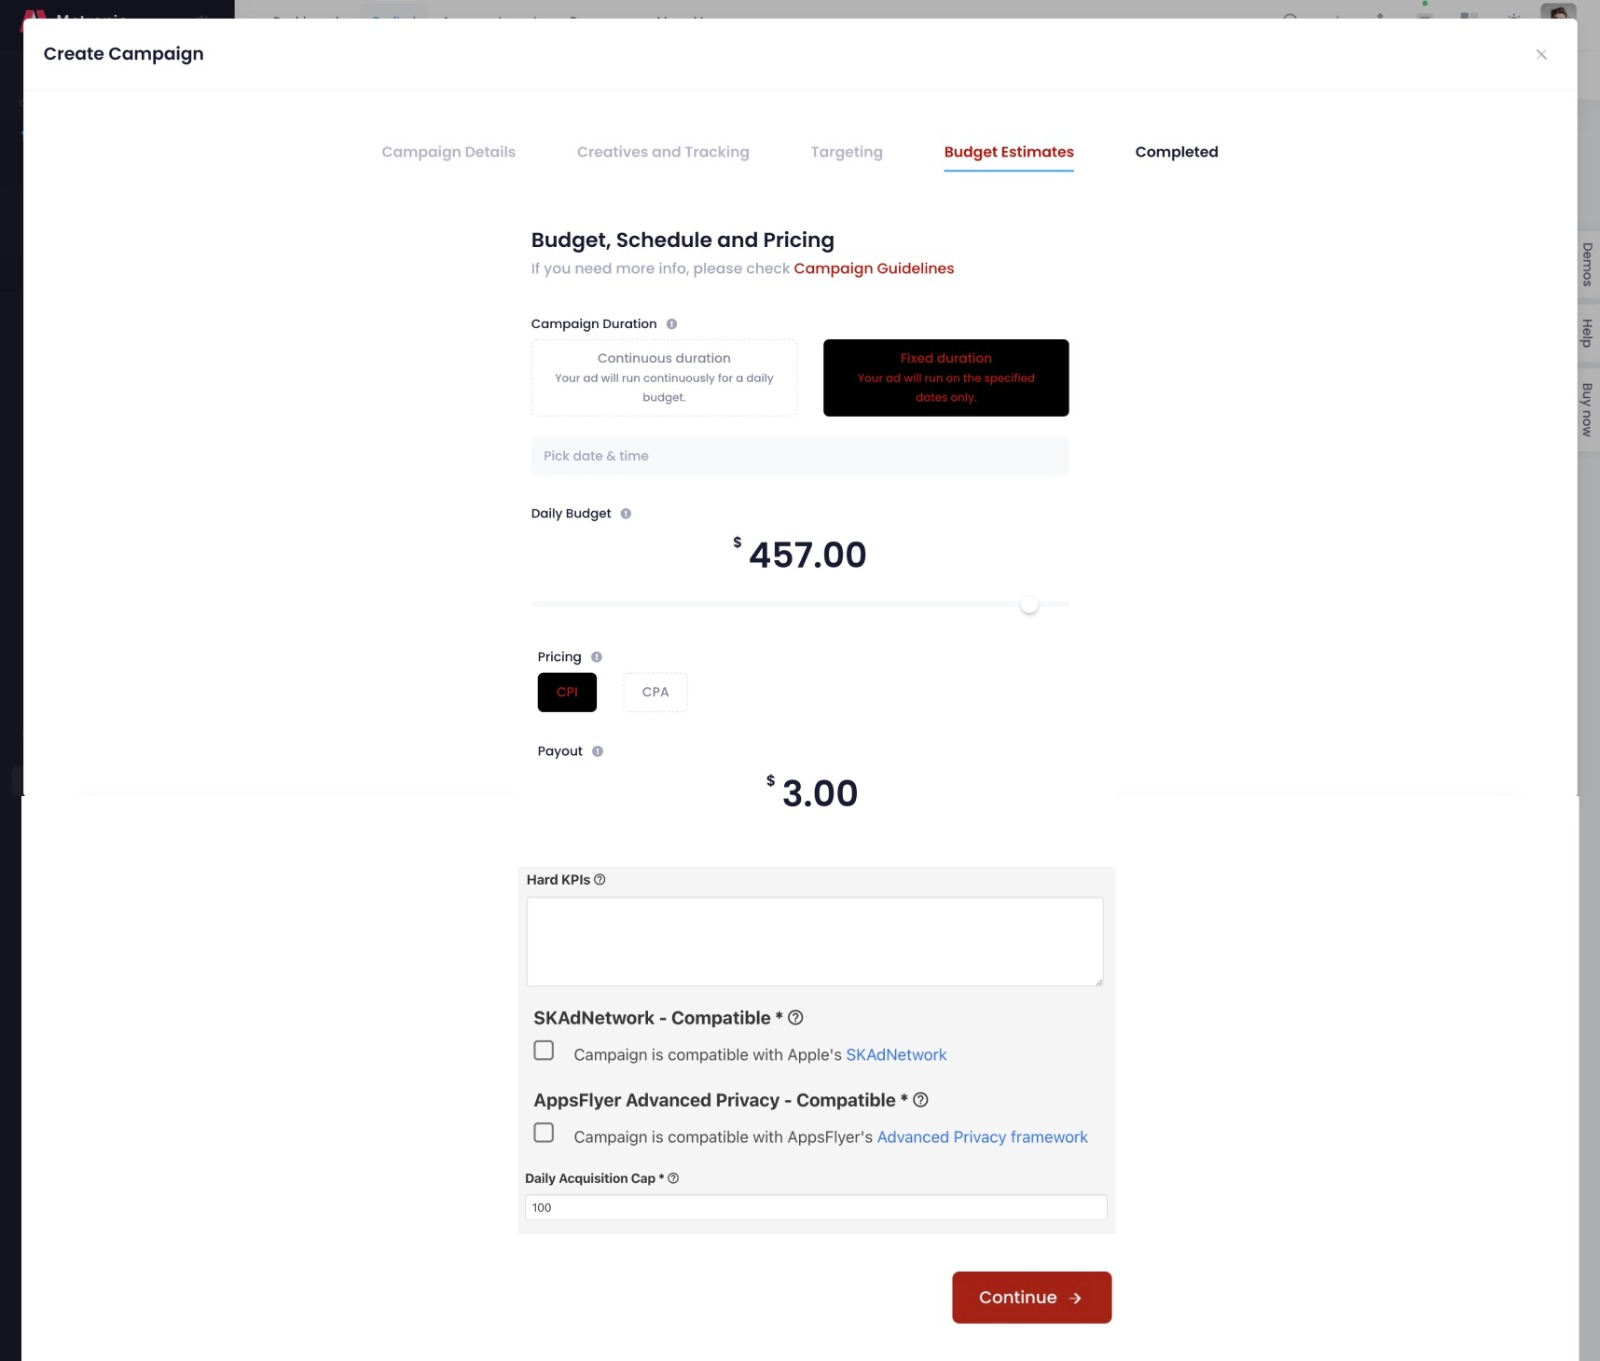 Create Campaign
Campaign Details
Creatives and Tracking
Targeting
Budget Estimates
Completed
Budget, Schedule and Pricing
If you need more info, please check Campaign Guidelines
Campaign Duration
Continuous duration
Your ad will run continuously for a daily
budget.
Fixed duration
Your ad will run on the specified
dates only.
Pick date & time
Daily Budget
$ 457.00
Pricing
CPI
CPA
Payout
$ 3.00
Hard KPIs
SKAdNetwork - Compatible *
Campaign is compatible with Apple's SKAdNetwork
AppsFlyer Advanced Privacy - Compatible *
Campaign is compatible with AppsFlyer's Advanced Privacy framework
Daily Acquisition Cap *
100
Continue →
Demos
Help
Buy now